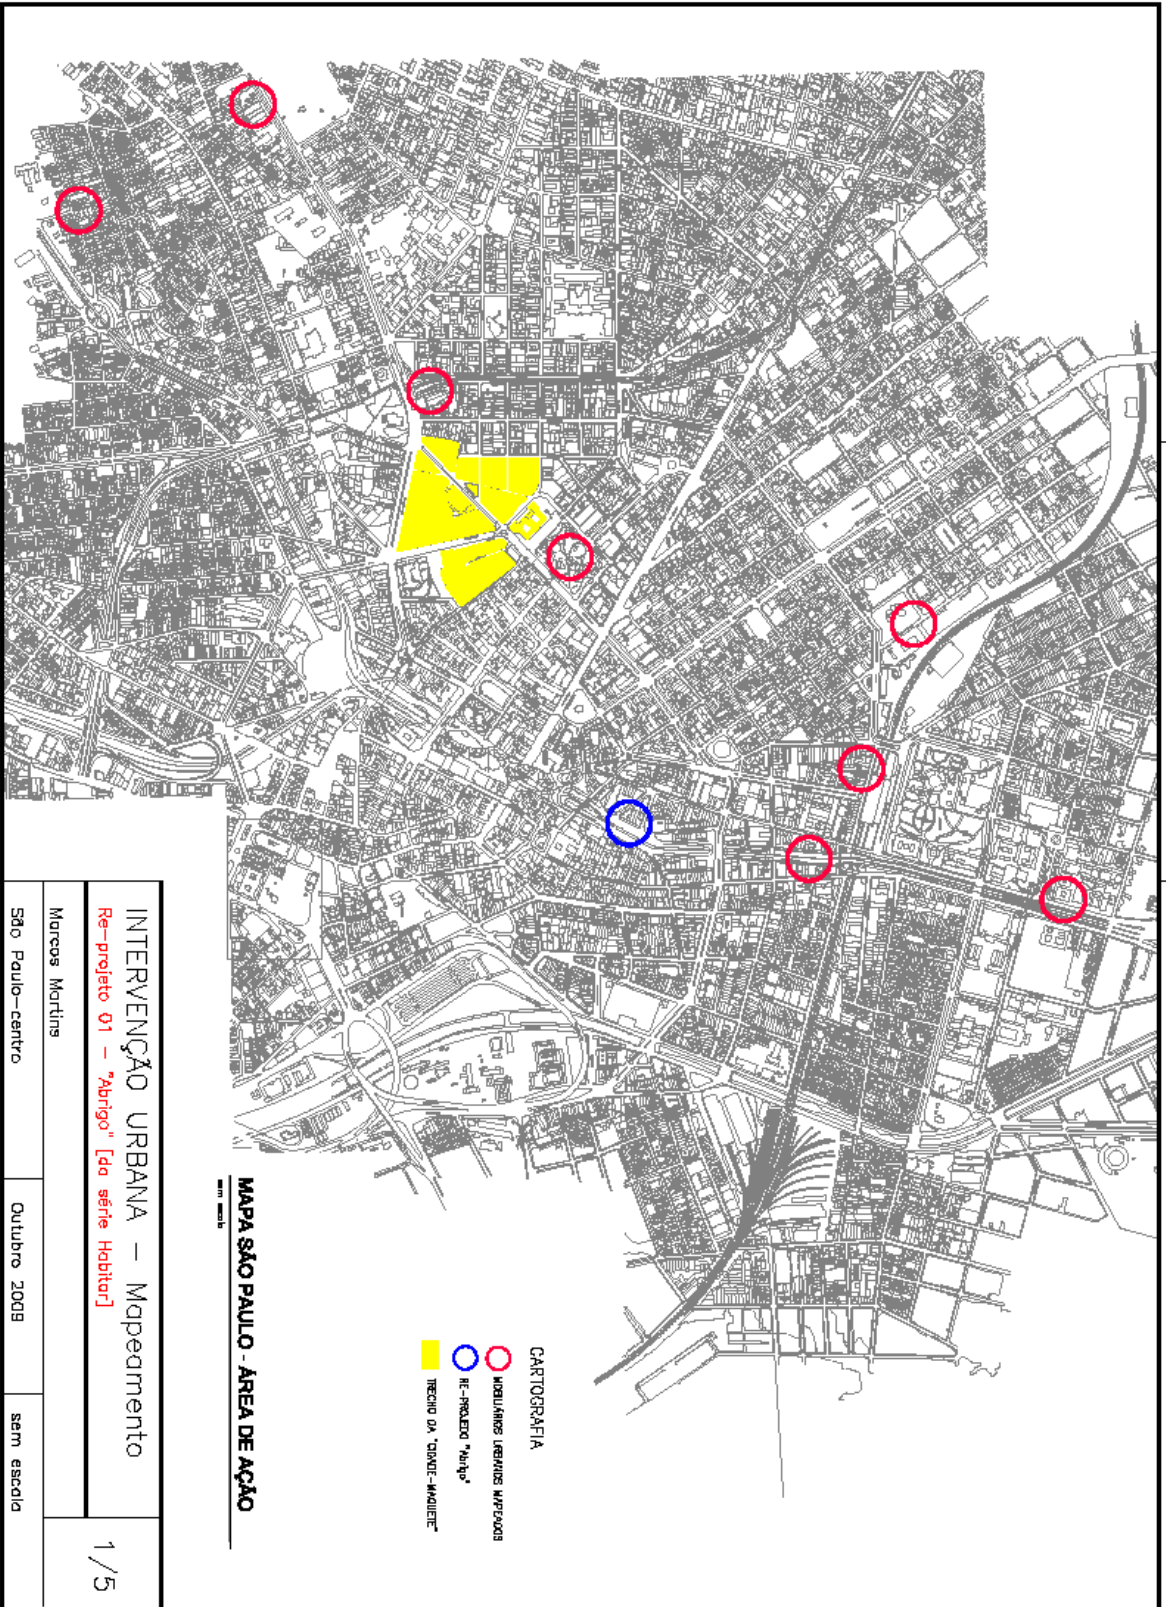 CARTOGRAFIA
MOBILIÁRIOS URBANOS MAPEADOS
RE-PROJETO "Abrigo"
TRECHO DA "CIDADE-MAQUETE"
MAPA SÃO PAULO - ÁREA DE AÇÃO
sem escala
INTERVENÇÃO URBANA - Mapeamento
Re-projeto 01 - "Abrigo" [da série Habitar]
1/5
Marcos Martins
São Paulo-centro
Outubro 2009
sem escala